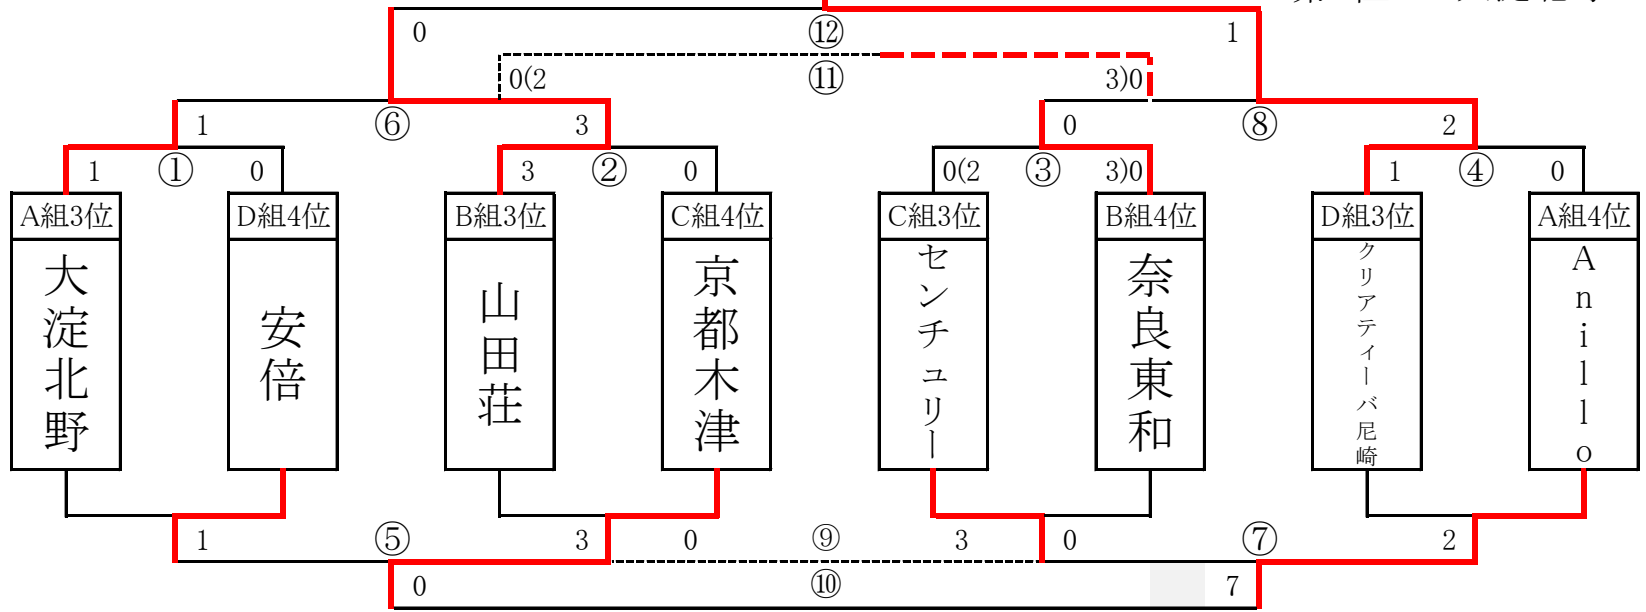 0 ⑫ 1
0(2 ⑪ 3)0
1 ⑥ 3 0 ⑧ 2
1 ① 0 3 ② 0 0(2 ③ 3)0 1 ④ 0
A組3位 D組4位 B組3位 C組4位 C組3位 B組4位 D組3位 A組4位
大淀北野
安倍
山田荘
京都木津
センチュリー
奈良東和
クリアティーバ尼崎
Anillo
1 ⑤ 3 0 ⑨ 3 0 ⑦ 2
0 ⑩ 7